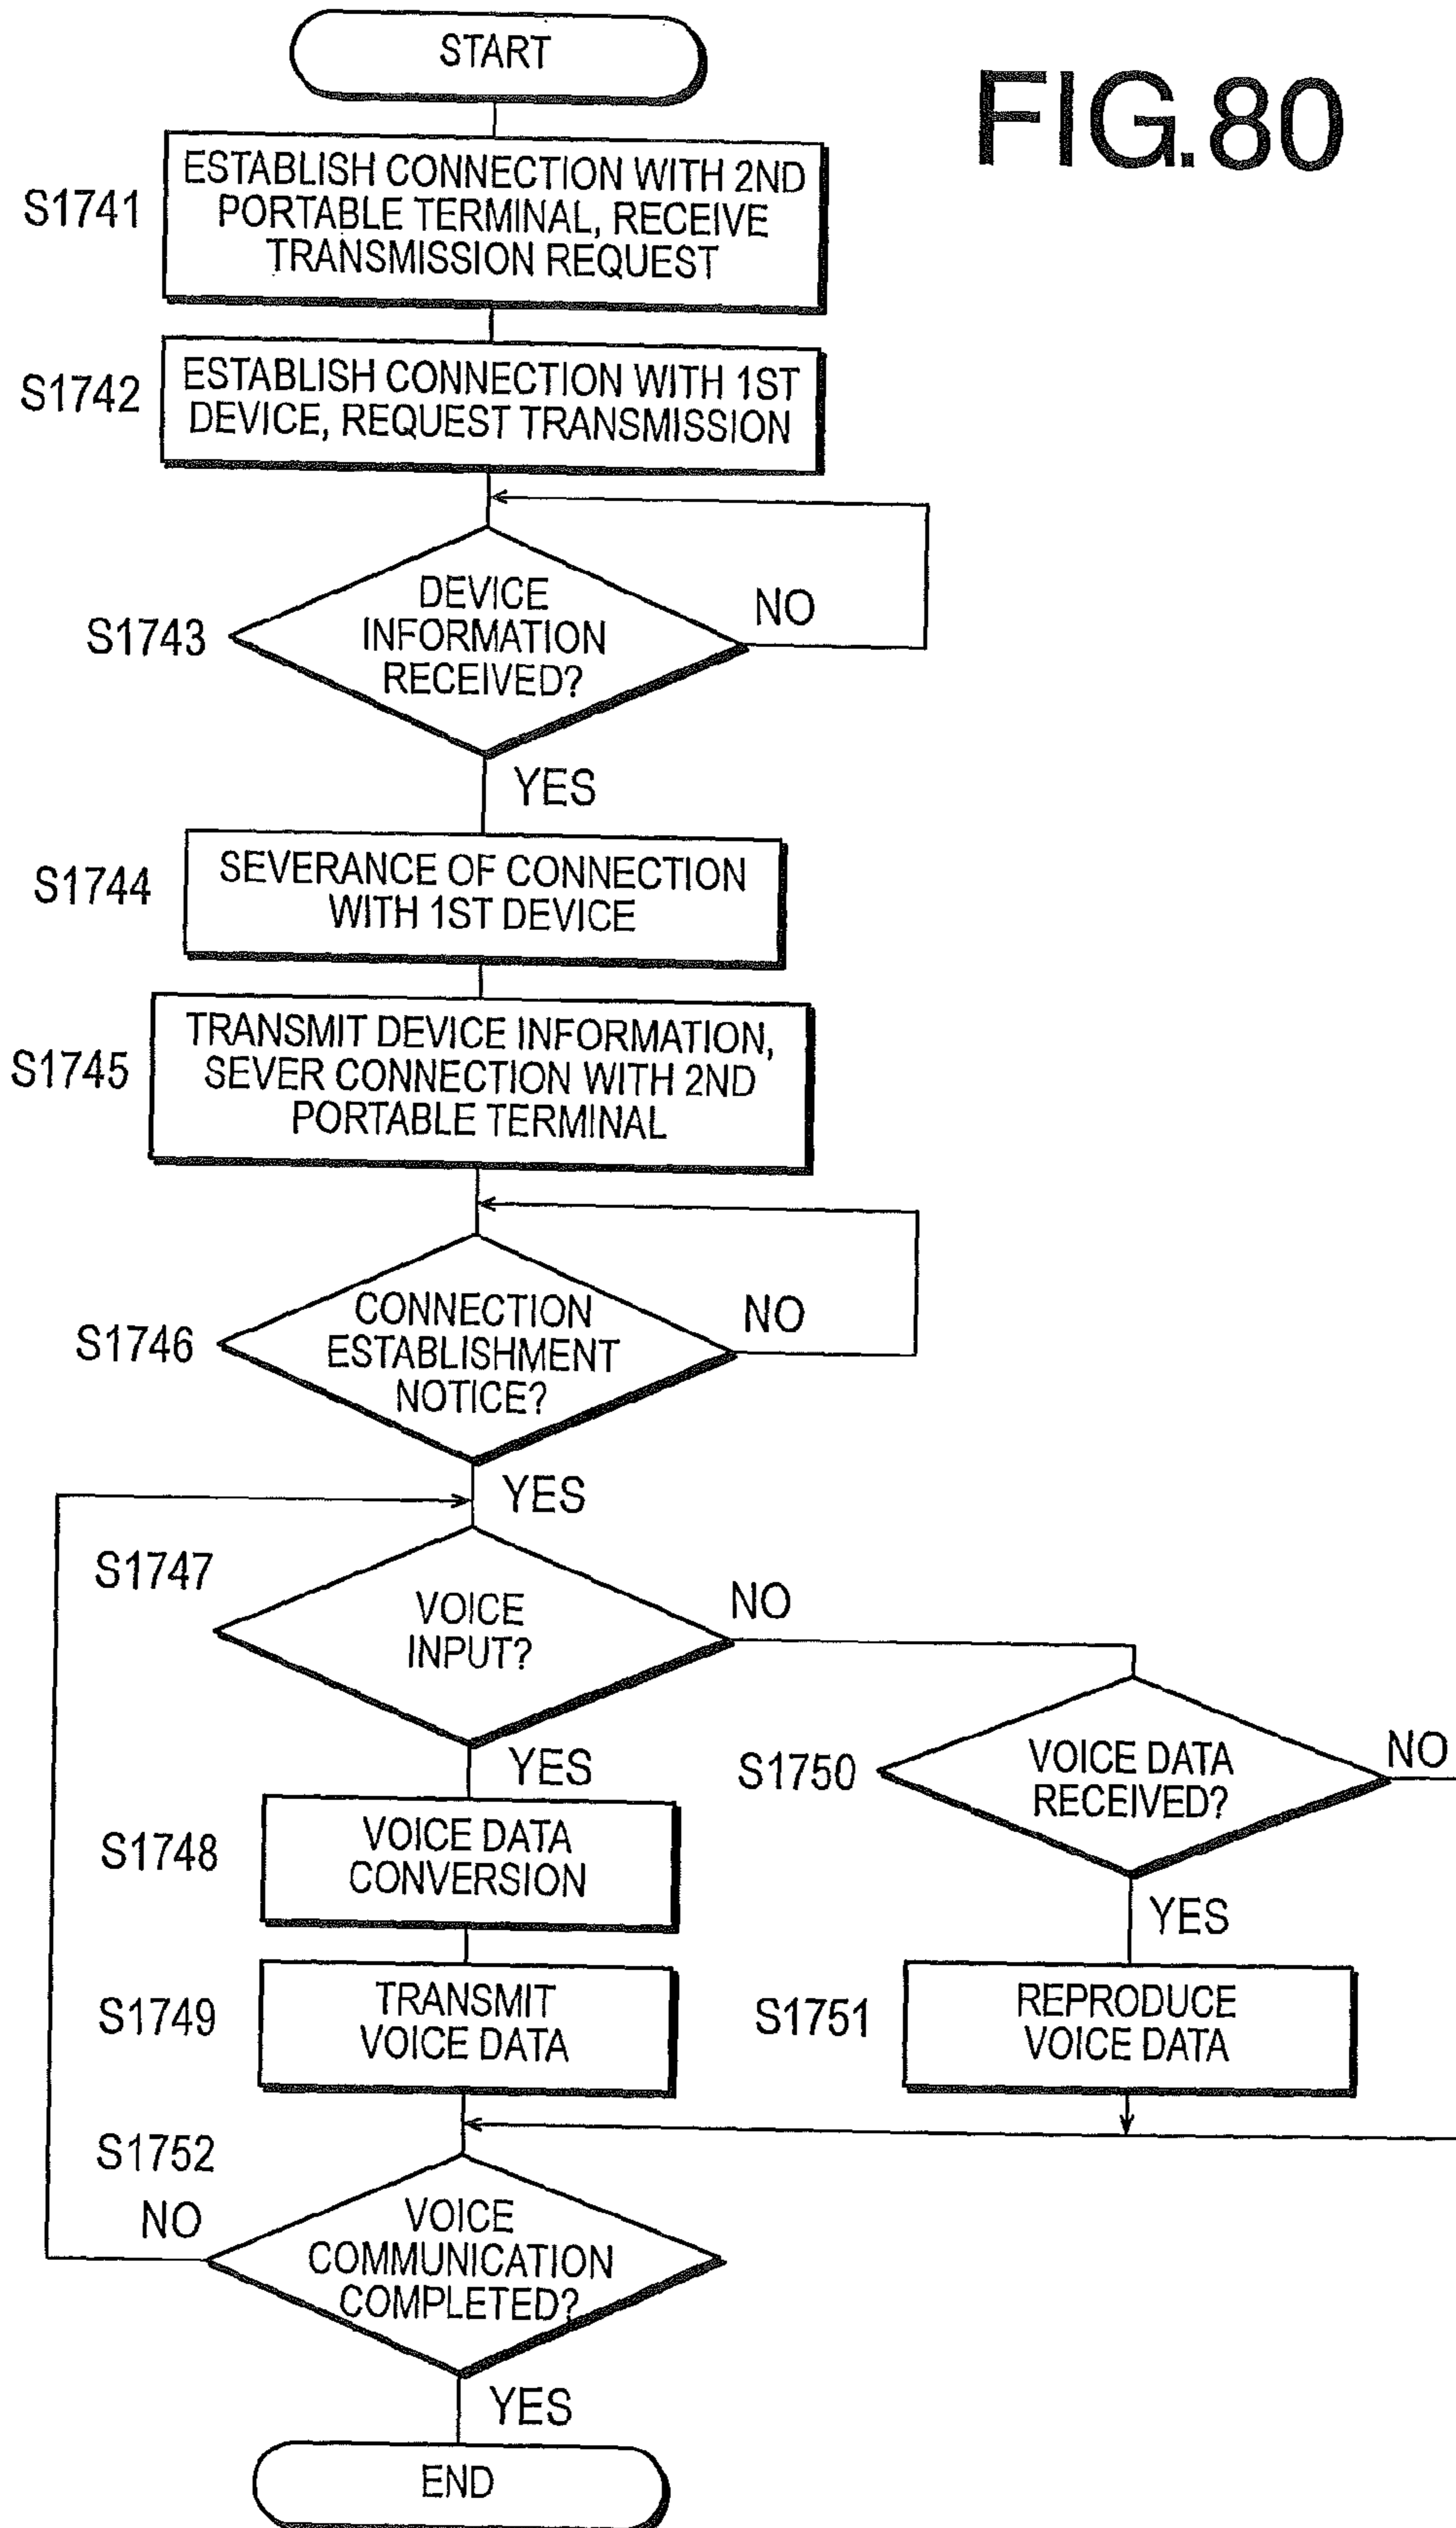 START
FIG.80
S1741
ESTABLISH CONNECTION WITH 2ND
PORTABLE TERMINAL, RECEIVE
TRANSMISSION REQUEST
S1742
ESTABLISH CONNECTION WITH 1ST
DEVICE, REQUEST TRANSMISSION
S1743
DEVICE
INFORMATION
RECEIVED?
NO
YES
S1744
SEVERANCE OF CONNECTION
WITH 1ST DEVICE
S1745
TRANSMIT DEVICE INFORMATION,
SEVER CONNECTION WITH 2ND
PORTABLE TERMINAL
S1746
CONNECTION
ESTABLISHMENT
NOTICE?
NO
YES
S1747
VOICE
INPUT?
NO
YES
S1750
VOICE DATA
RECEIVED?
NO
YES
S1748
VOICE DATA
CONVERSION
S1749
TRANSMIT
VOICE DATA
S1751
REPRODUCE
VOICE DATA
S1752
NO
VOICE
COMMUNICATION
COMPLETED?
YES
END